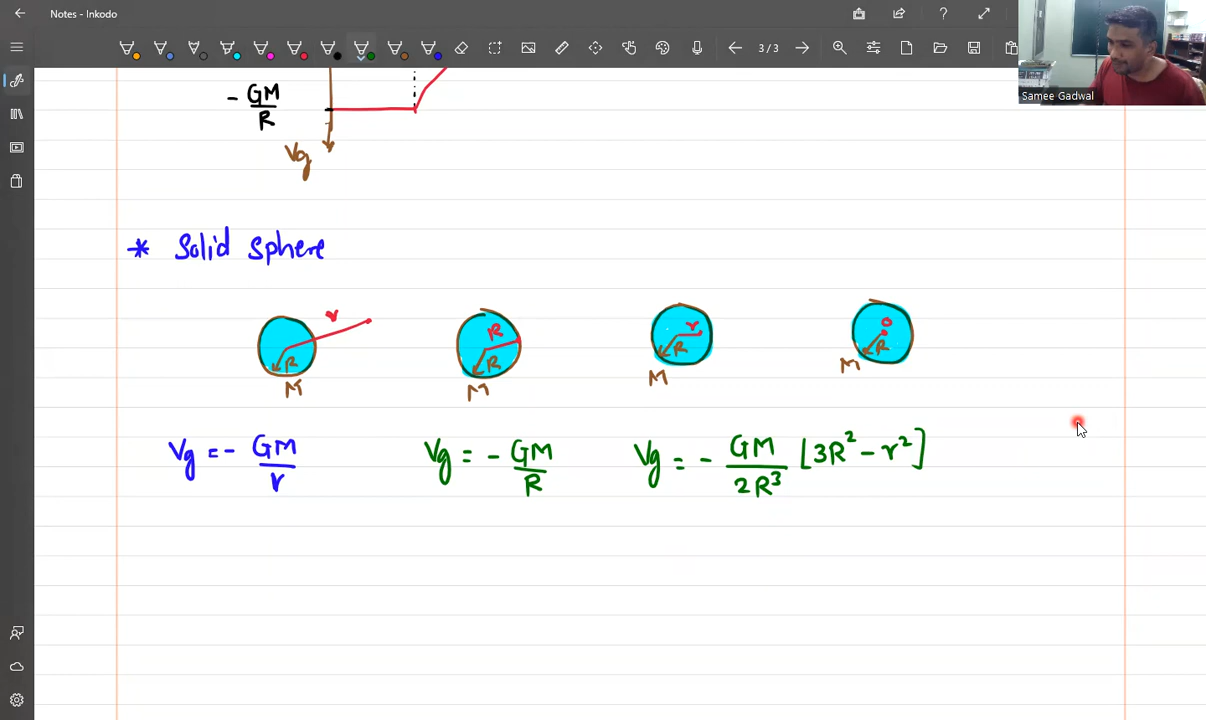 Notes - Inkodo
3 / 3
Samee Gadwal
- GM/R
Vg
* Solid Sphere
r R M
R R M
r R M
0 R M
Vg = - GM/r
Vg = - GM/R
Vg = - GM/2R³ [3R² - r²]